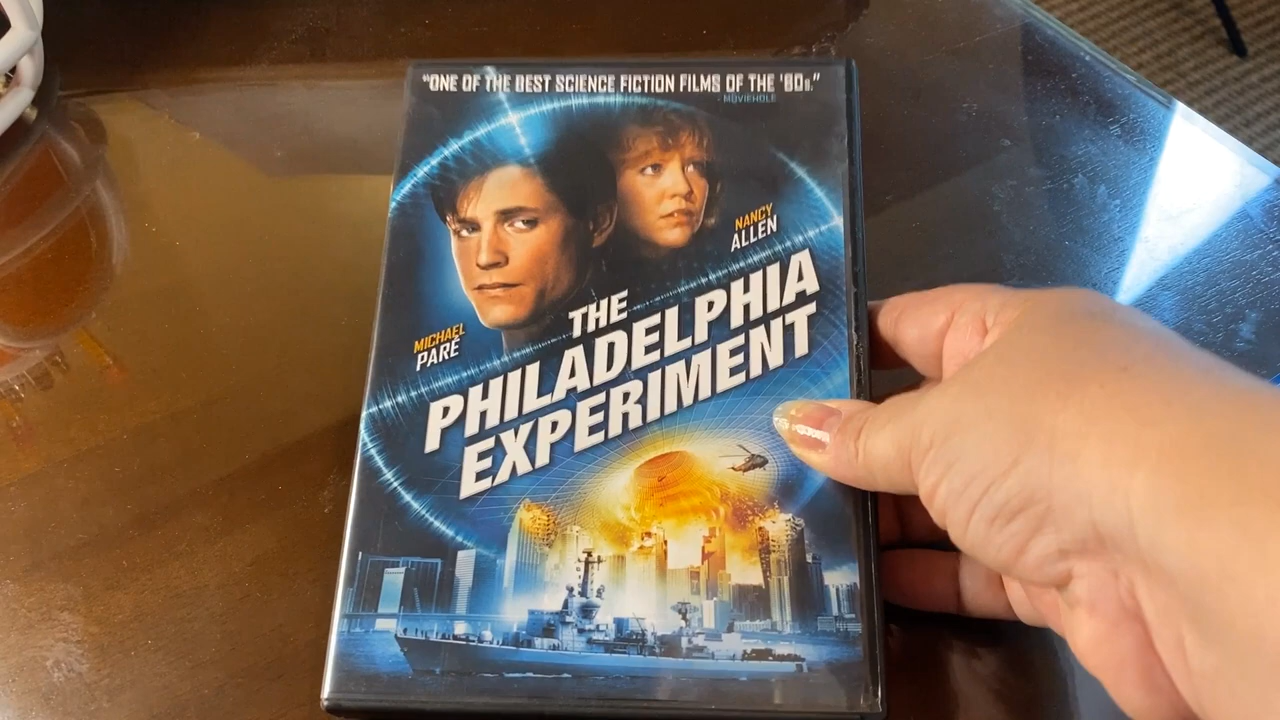 "ONE OF THE BEST SCIENCE FICTION FILMS OF THE '80s."
- MOVIEHOLE
NANCY
ALLEN
MICHAEL
PARÉ
THE
PHILADELPHIA
EXPERIMENT